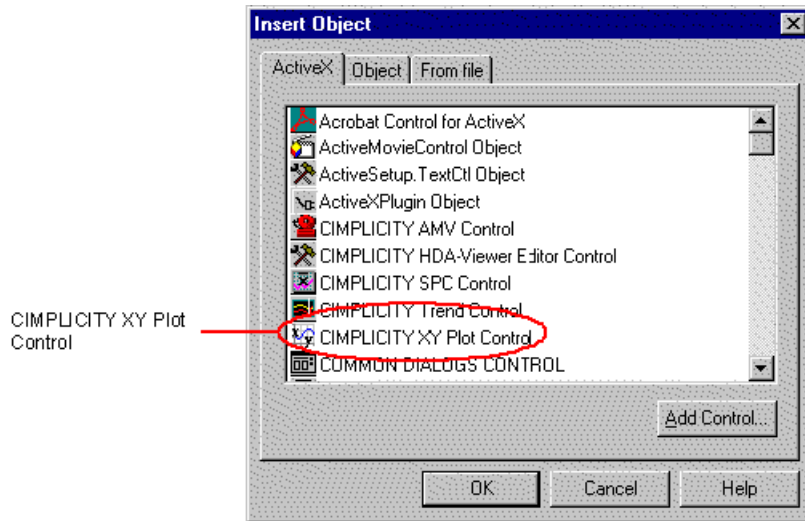 Insert Object
ActiveX Object From file
Acrobat Control for ActiveX
ActiveMovieControl Object
ActiveSetup.TextCtl Object
ActiveXPlugin Object
CIMPLICITY AMV Control
CIMPLICITY HDA-Viewer Editor Control
CIMPLICITY SPC Control
CIMPLICITY Trend Control
CIMPLICITY XY Plot Control
COMMON DIALOGS CONTROL
CIMPLICITY XY Plot
Control
Add Control...
OK Cancel Help